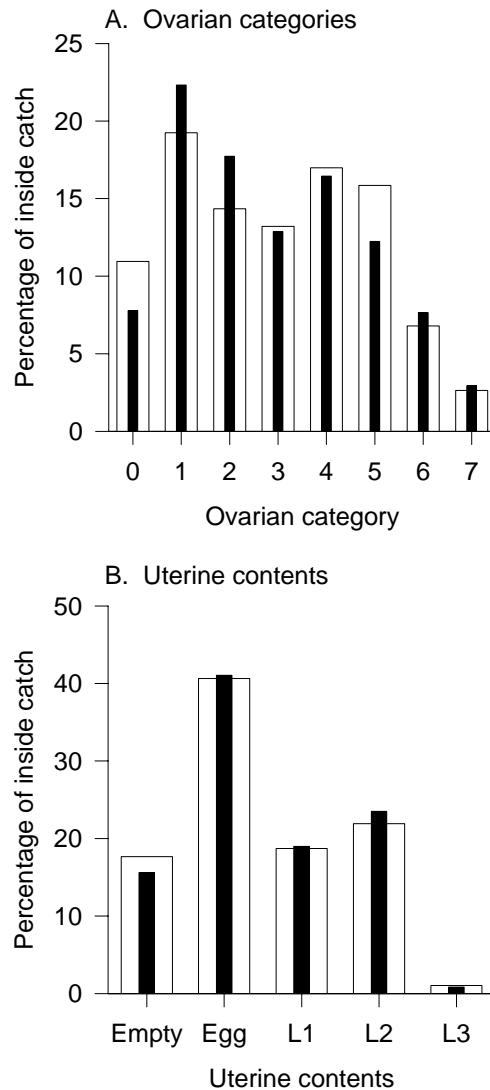 A. Ovarian categories
Percentage of inside catch
25
20
15
10
5
0
0 1 2 3 4 5 6 7
Ovarian category
B. Uterine contents
Percentage of inside catch
50
40
30
20
10
0
Empty Egg L1 L2 L3
Uterine contents